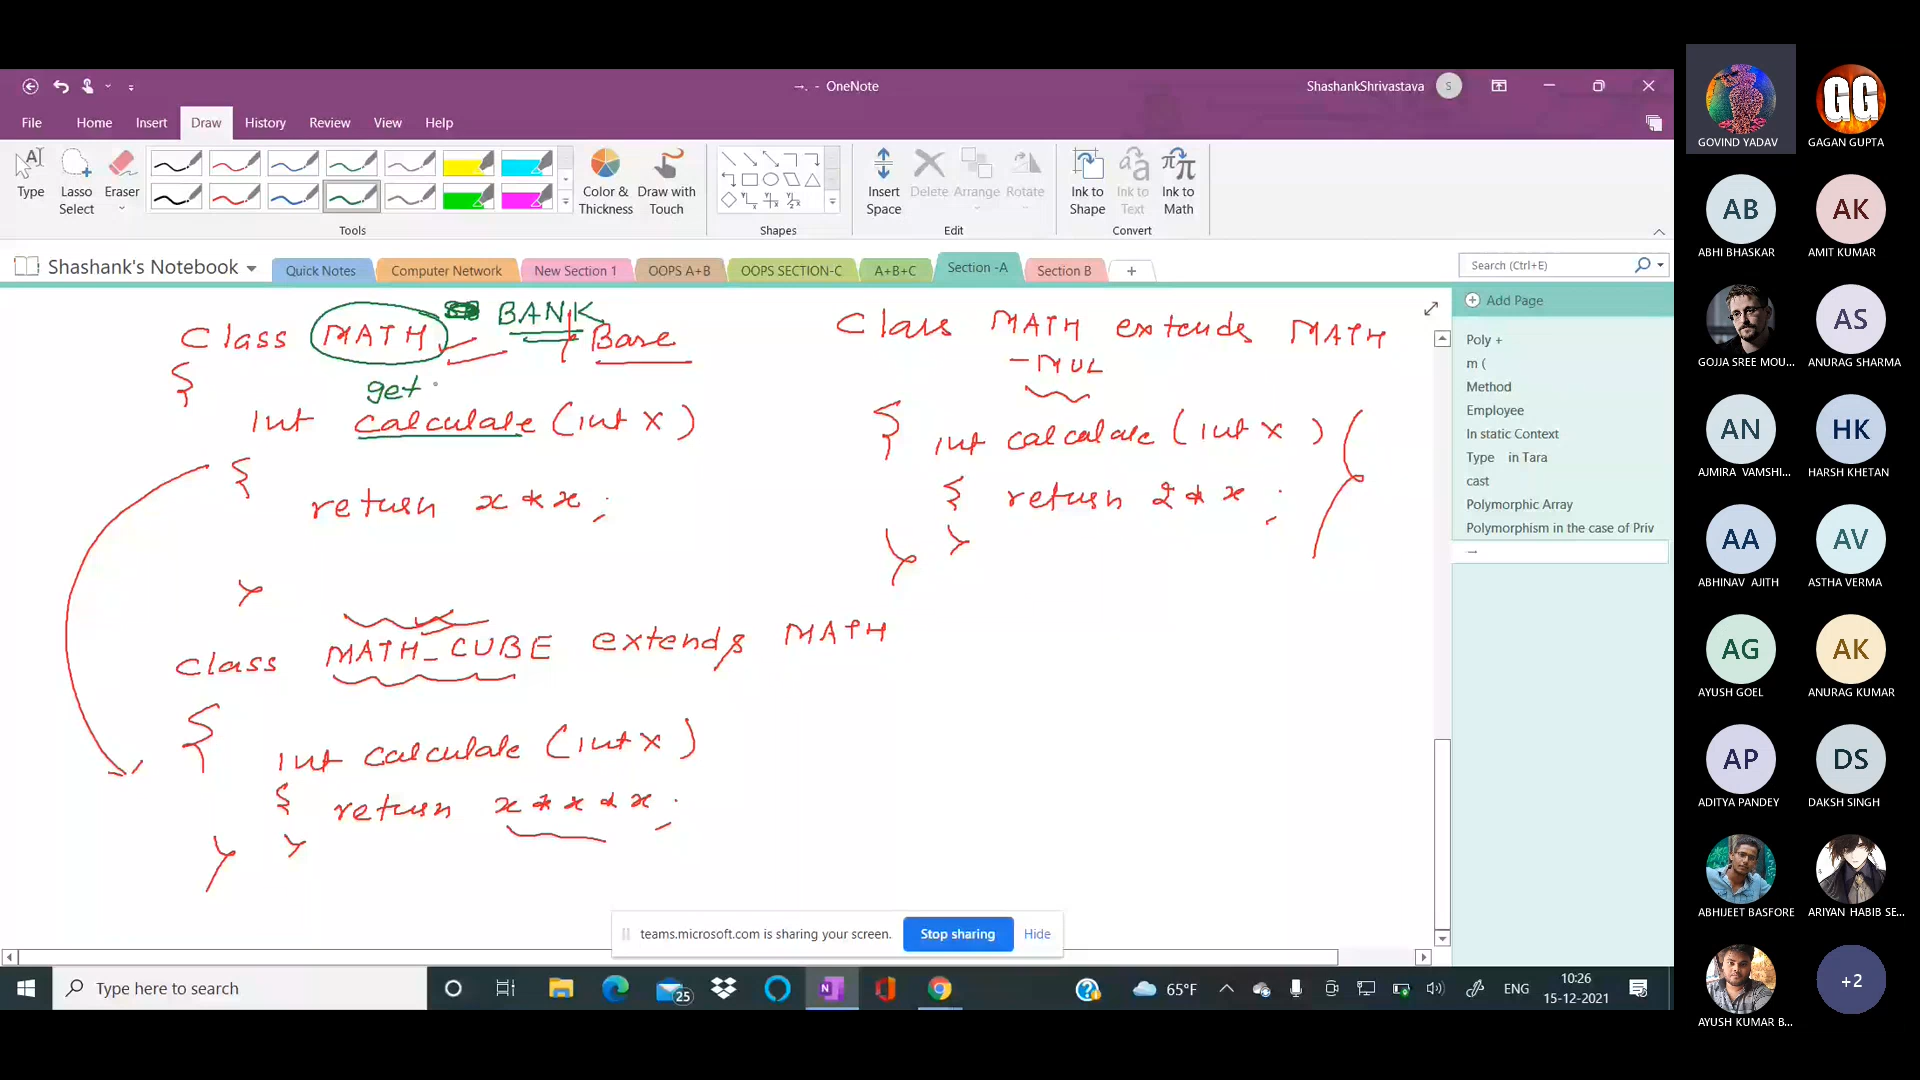 →. - OneNote
ShashankShrivastava
S
File Home Insert Draw History Review View Help
Type
Lasso Select
Eraser
Color & Thickness
Draw with Touch
Insert Space
Delete
Arrange
Rotate
Ink to Shape
Ink to Text
Ink to Math
Tools
Shapes
Edit
Convert
Shashank's Notebook
Quick Notes
Computer Network
New Section 1
OOPS A+B
OOPS SECTION-C
A+B+C
Section -A
Section B
+
Search (Ctrl+E)
Add Page
Poly +
m (
Method
Employee
In static Context
Type in Tara
cast
Polymorphic Array
Polymorphism in the case of Priv
→
BANK
Class MATH Base
{
get
int calculate (int x)
{
return x * x ;
}
class MATH_CUBE extends MATH
{
int calculate (int x)
{ return x * x * x ;
}
}
Class MATH extends MATH
-MUL
{
int calculate (int x )
{ return 2 * x ;
}
}
teams.microsoft.com is sharing your screen.
Stop sharing
Hide
Type here to search
25
65°F
ENG
10:26
15-12-2021
GOVIND YADAV
GG
GAGAN GUPTA
AB
ABHI BHASKAR
AK
AMIT KUMAR
GOJJA SREE MOU...
AS
ANURAG SHARMA
AN
AJMIRA VAMSHI...
HK
HARSH KHETAN
AA
ABHINAV AJITH
AV
ASTHA VERMA
AG
AYUSH GOEL
AK
ANURAG KUMAR
AP
ADITYA PANDEY
DS
DAKSH SINGH
ABHIJEET BASFORE
ARIYAN HABIB SE...
AYUSH KUMAR B...
+2